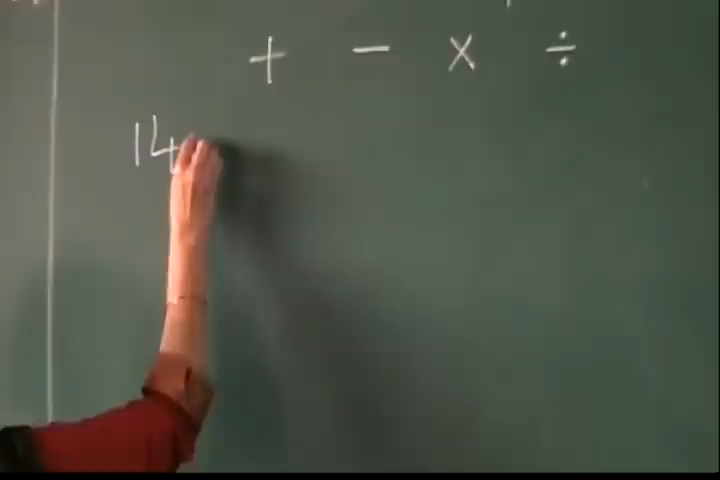 + - × ÷
14